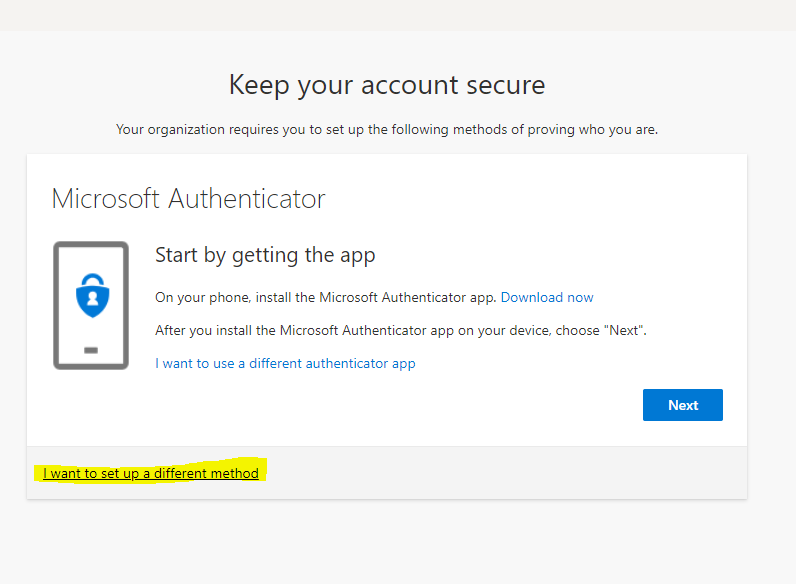 Keep your account secure
Your organization requires you to set up the following methods of proving who you are.
Microsoft Authenticator
Start by getting the app
On your phone, install the Microsoft Authenticator app. Download now
After you install the Microsoft Authenticator app on your device, choose "Next".
I want to use a different authenticator app
Next
I want to set up a different method